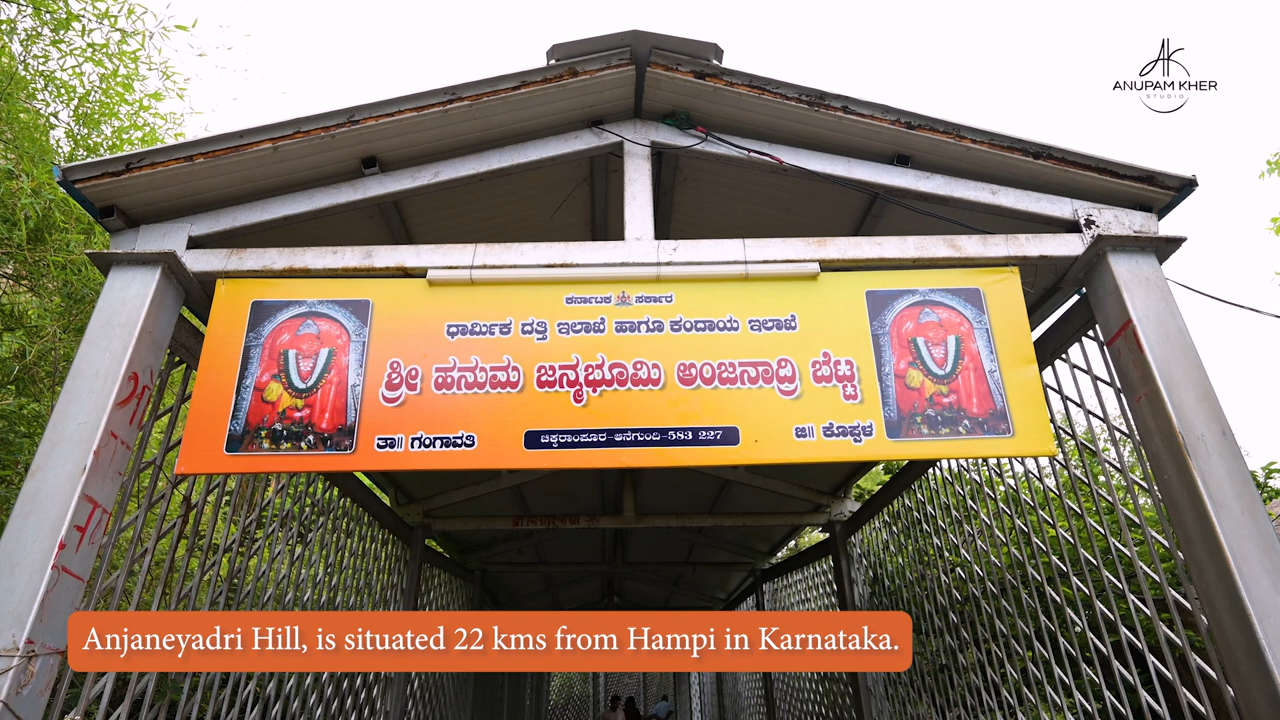 ANUPAM KHER
STUDIO
ಕರ್ನಾಟಕ ಸರ್ಕಾರ
ಧಾರ್ಮಿಕ ದತ್ತಿ ಇಲಾಖೆ ಹಾಗೂ ಕಂದಾಯ ಇಲಾಖೆ
ಶ್ರೀ ಹನುಮ ಜನ್ಮಭೂಮಿ ಅಂಜನಾದ್ರಿ ಬೆಟ್ಟ
ತಾ|| ಗಂಗಾವತಿ
ಚಿಕ್ಕರಾಂಪೂರ-ಆನೆಗುಂದಿ-583 227
ಜಿ|| ಕೊಪ್ಪಳ
Anjaneyadri Hill, is situated 22 kms from Hampi in Karnataka.